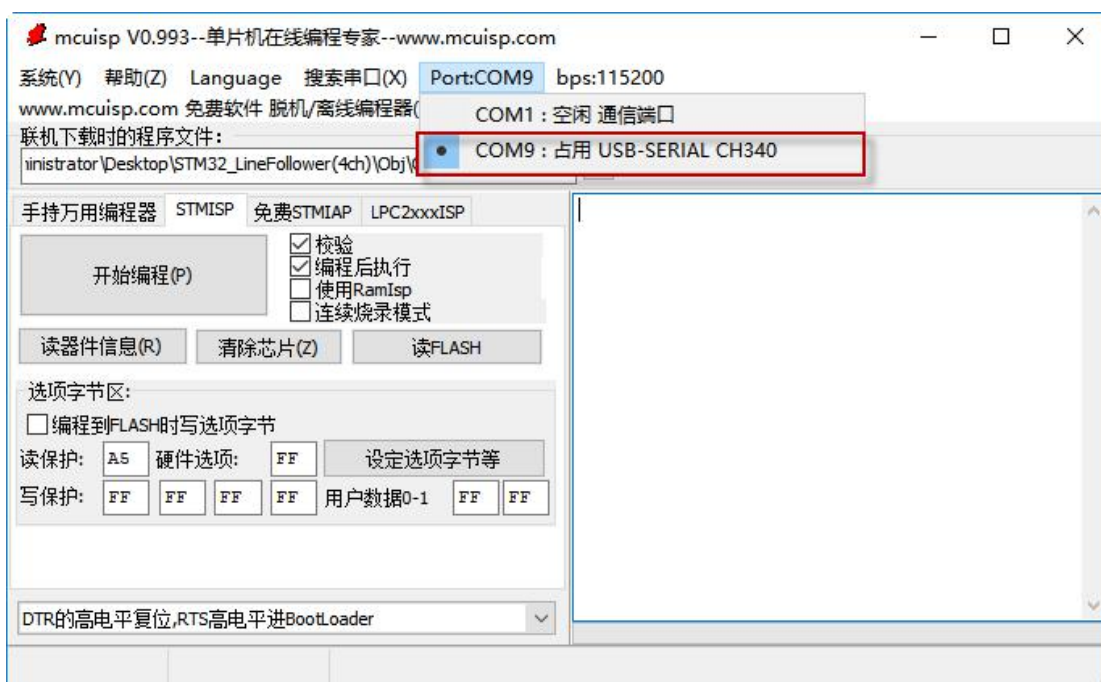 mcuisp V0.993--单片机在线编程专家--www.mcuisp.com
系统(Y) 帮助(Z) Language 搜索串口(X) Port:COM9 bps:115200
www.mcuisp.com 免费软件 脱机/离线编程器(
COM1 : 空闲 通信端口
联机下载时的程序文件:
COM9 : 占用 USB-SERIAL CH340
inistrator\Desktop\STM32_LineFollower(4ch)\Obj\
手持万用编程器 STMISP 免费STMIAP LPC2xxxISP
开始编程(P)
校验
编程后执行
使用RamIsp
连续烧录模式
读器件信息(R) 清除芯片(Z) 读FLASH
选项字节区:
编程到FLASH时写选项字节
读保护: A5 硬件选项: FF 设定选项字节等
写保护: FF FF FF FF 用户数据0-1 FF FF
DTR的高电平复位,RTS高电平进BootLoader